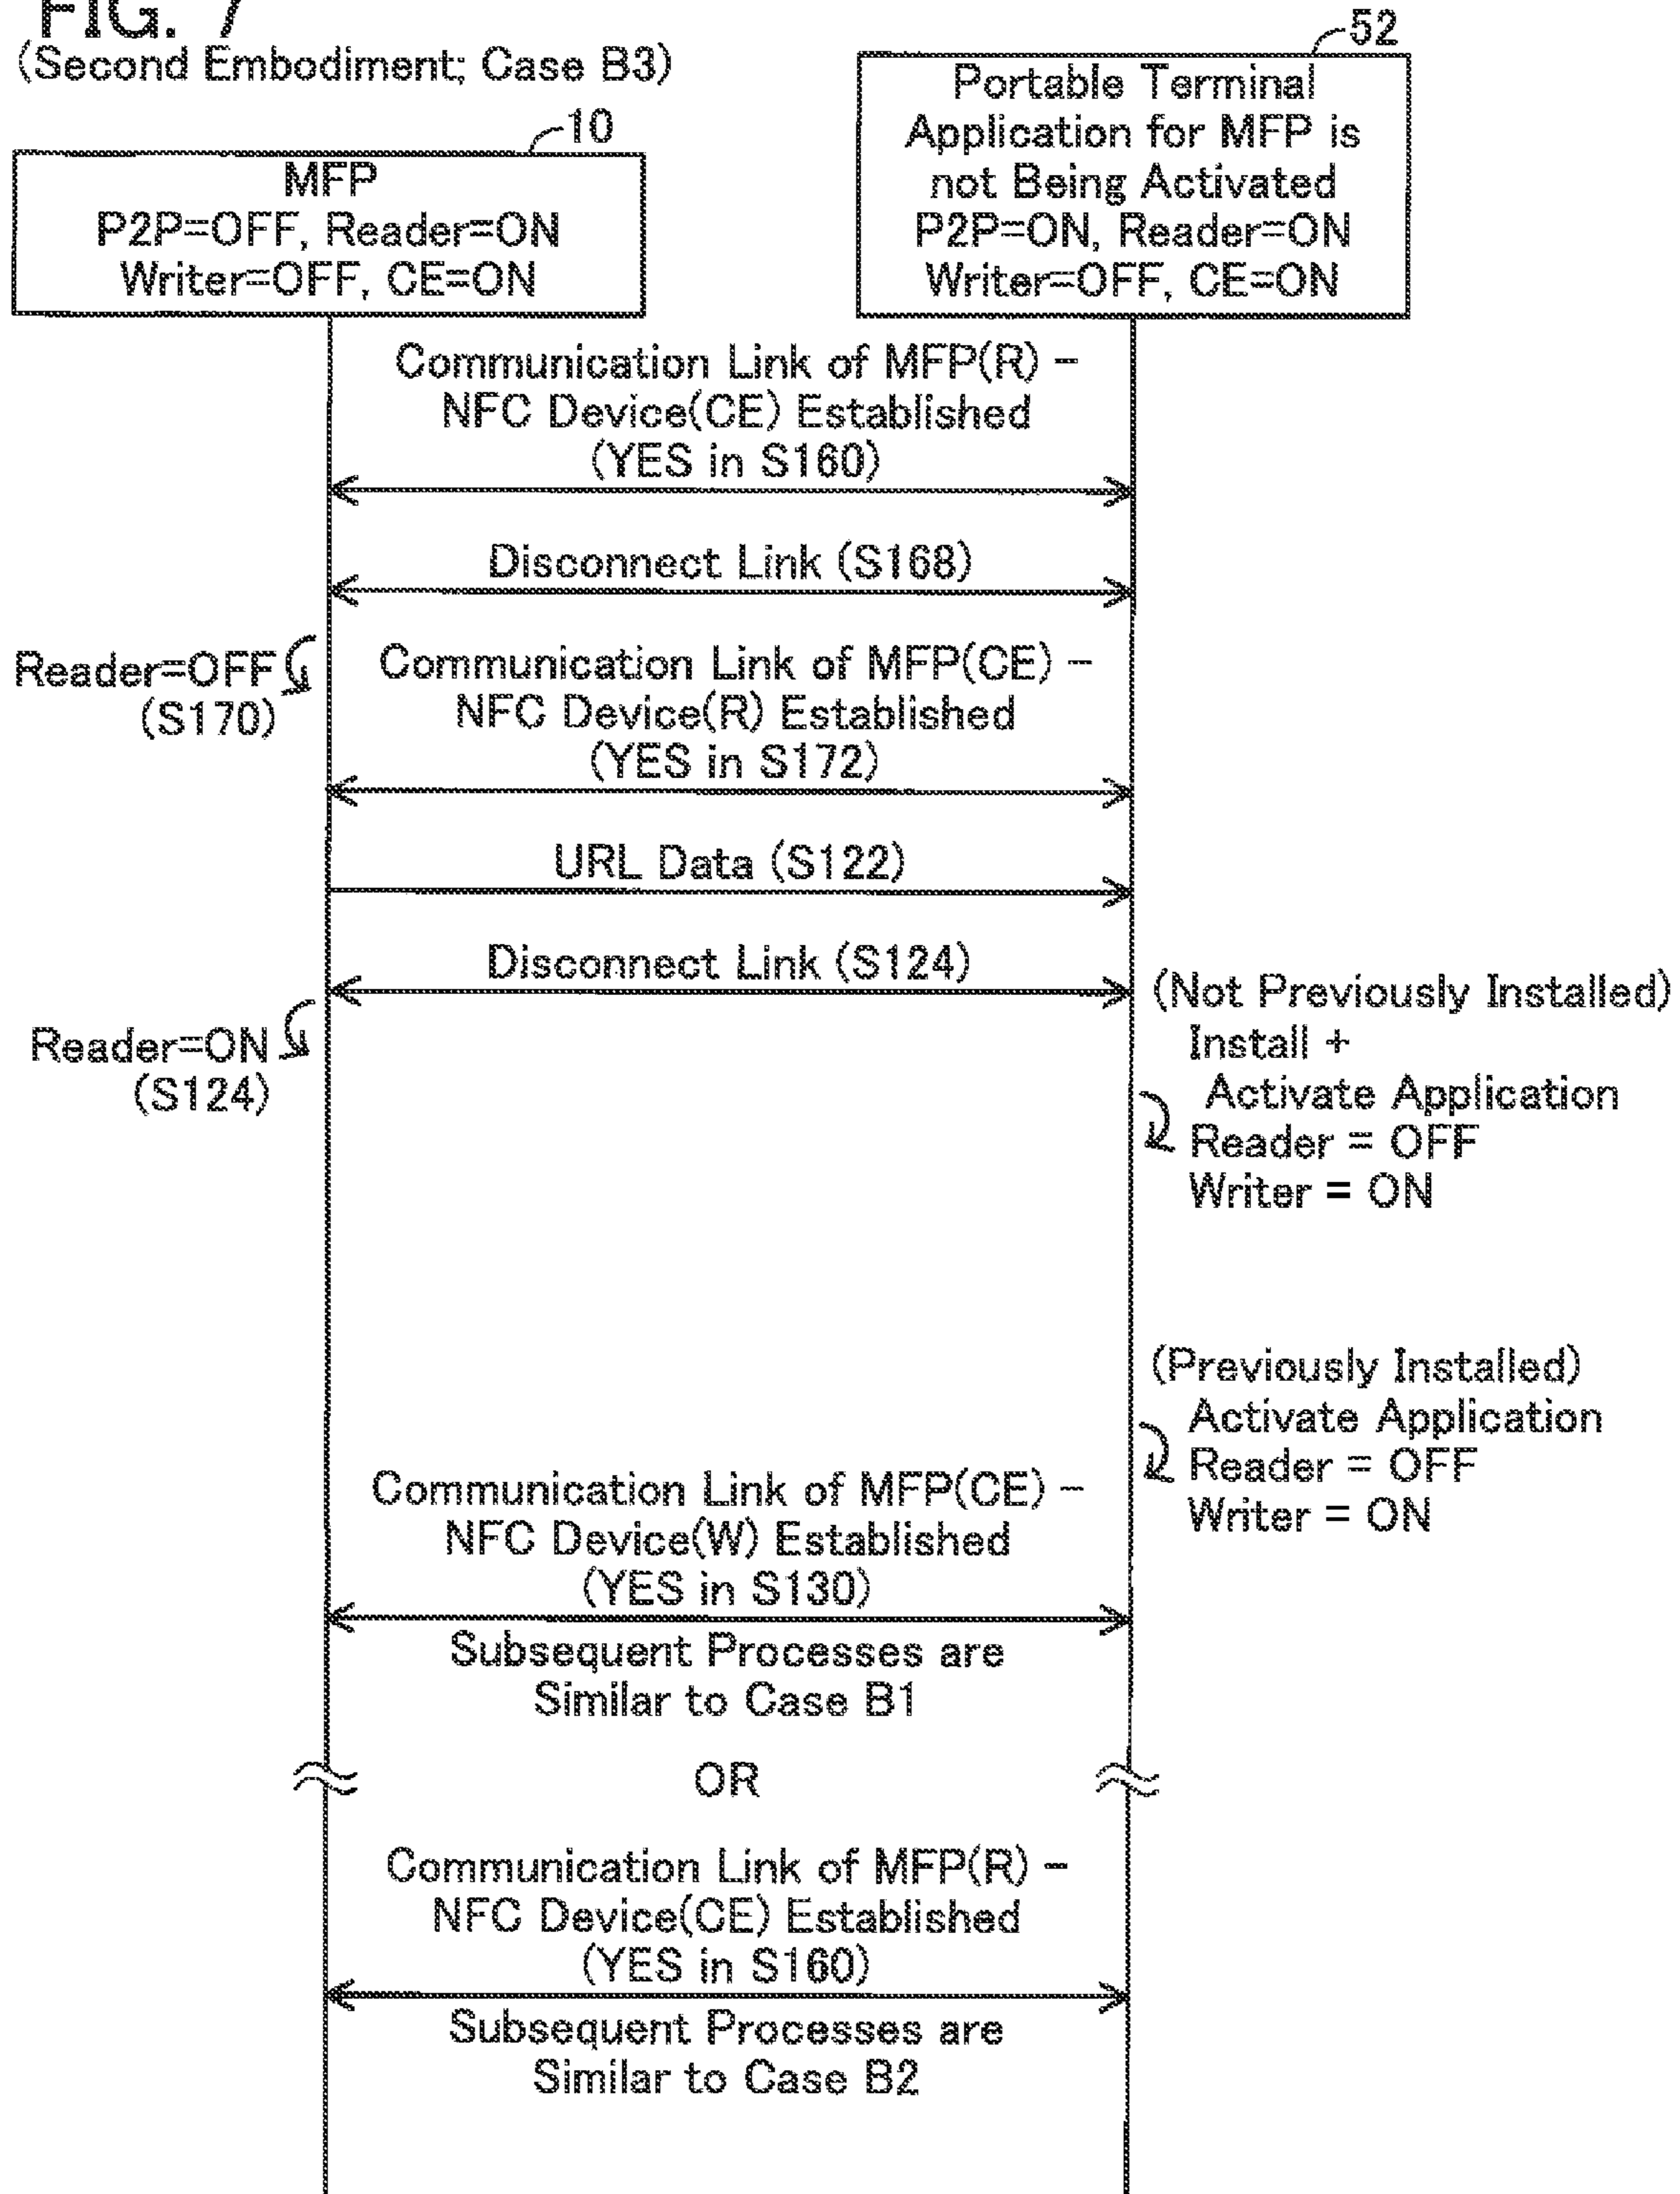 FIG. 7
(Second Embodiment; Case B3)
52
Portable Terminal
Application for MFP is
not Being Activated
P2P=ON, Reader=ON
Writer=OFF, CE=ON
10
MFP
P2P=OFF, Reader=ON
Writer=OFF, CE=ON
Communication Link of MFP(R) –
NFC Device(CE) Established
(YES in S160)
Disconnect Link (S168)
Reader=OFF
(S170)
Communication Link of MFP(CE) –
NFC Device(R) Established
(YES in S172)
URL Data (S122)
Disconnect Link (S124)
Reader=ON
(S124)
(Not Previously Installed)
Install +
Activate Application
Reader = OFF
Writer = ON
(Previously Installed)
Activate Application
Reader = OFF
Writer = ON
Communication Link of MFP(CE) –
NFC Device(W) Established
(YES in S130)
Subsequent Processes are
Similar to Case B1
OR
Communication Link of MFP(R) –
NFC Device(CE) Established
(YES in S160)
Subsequent Processes are
Similar to Case B2